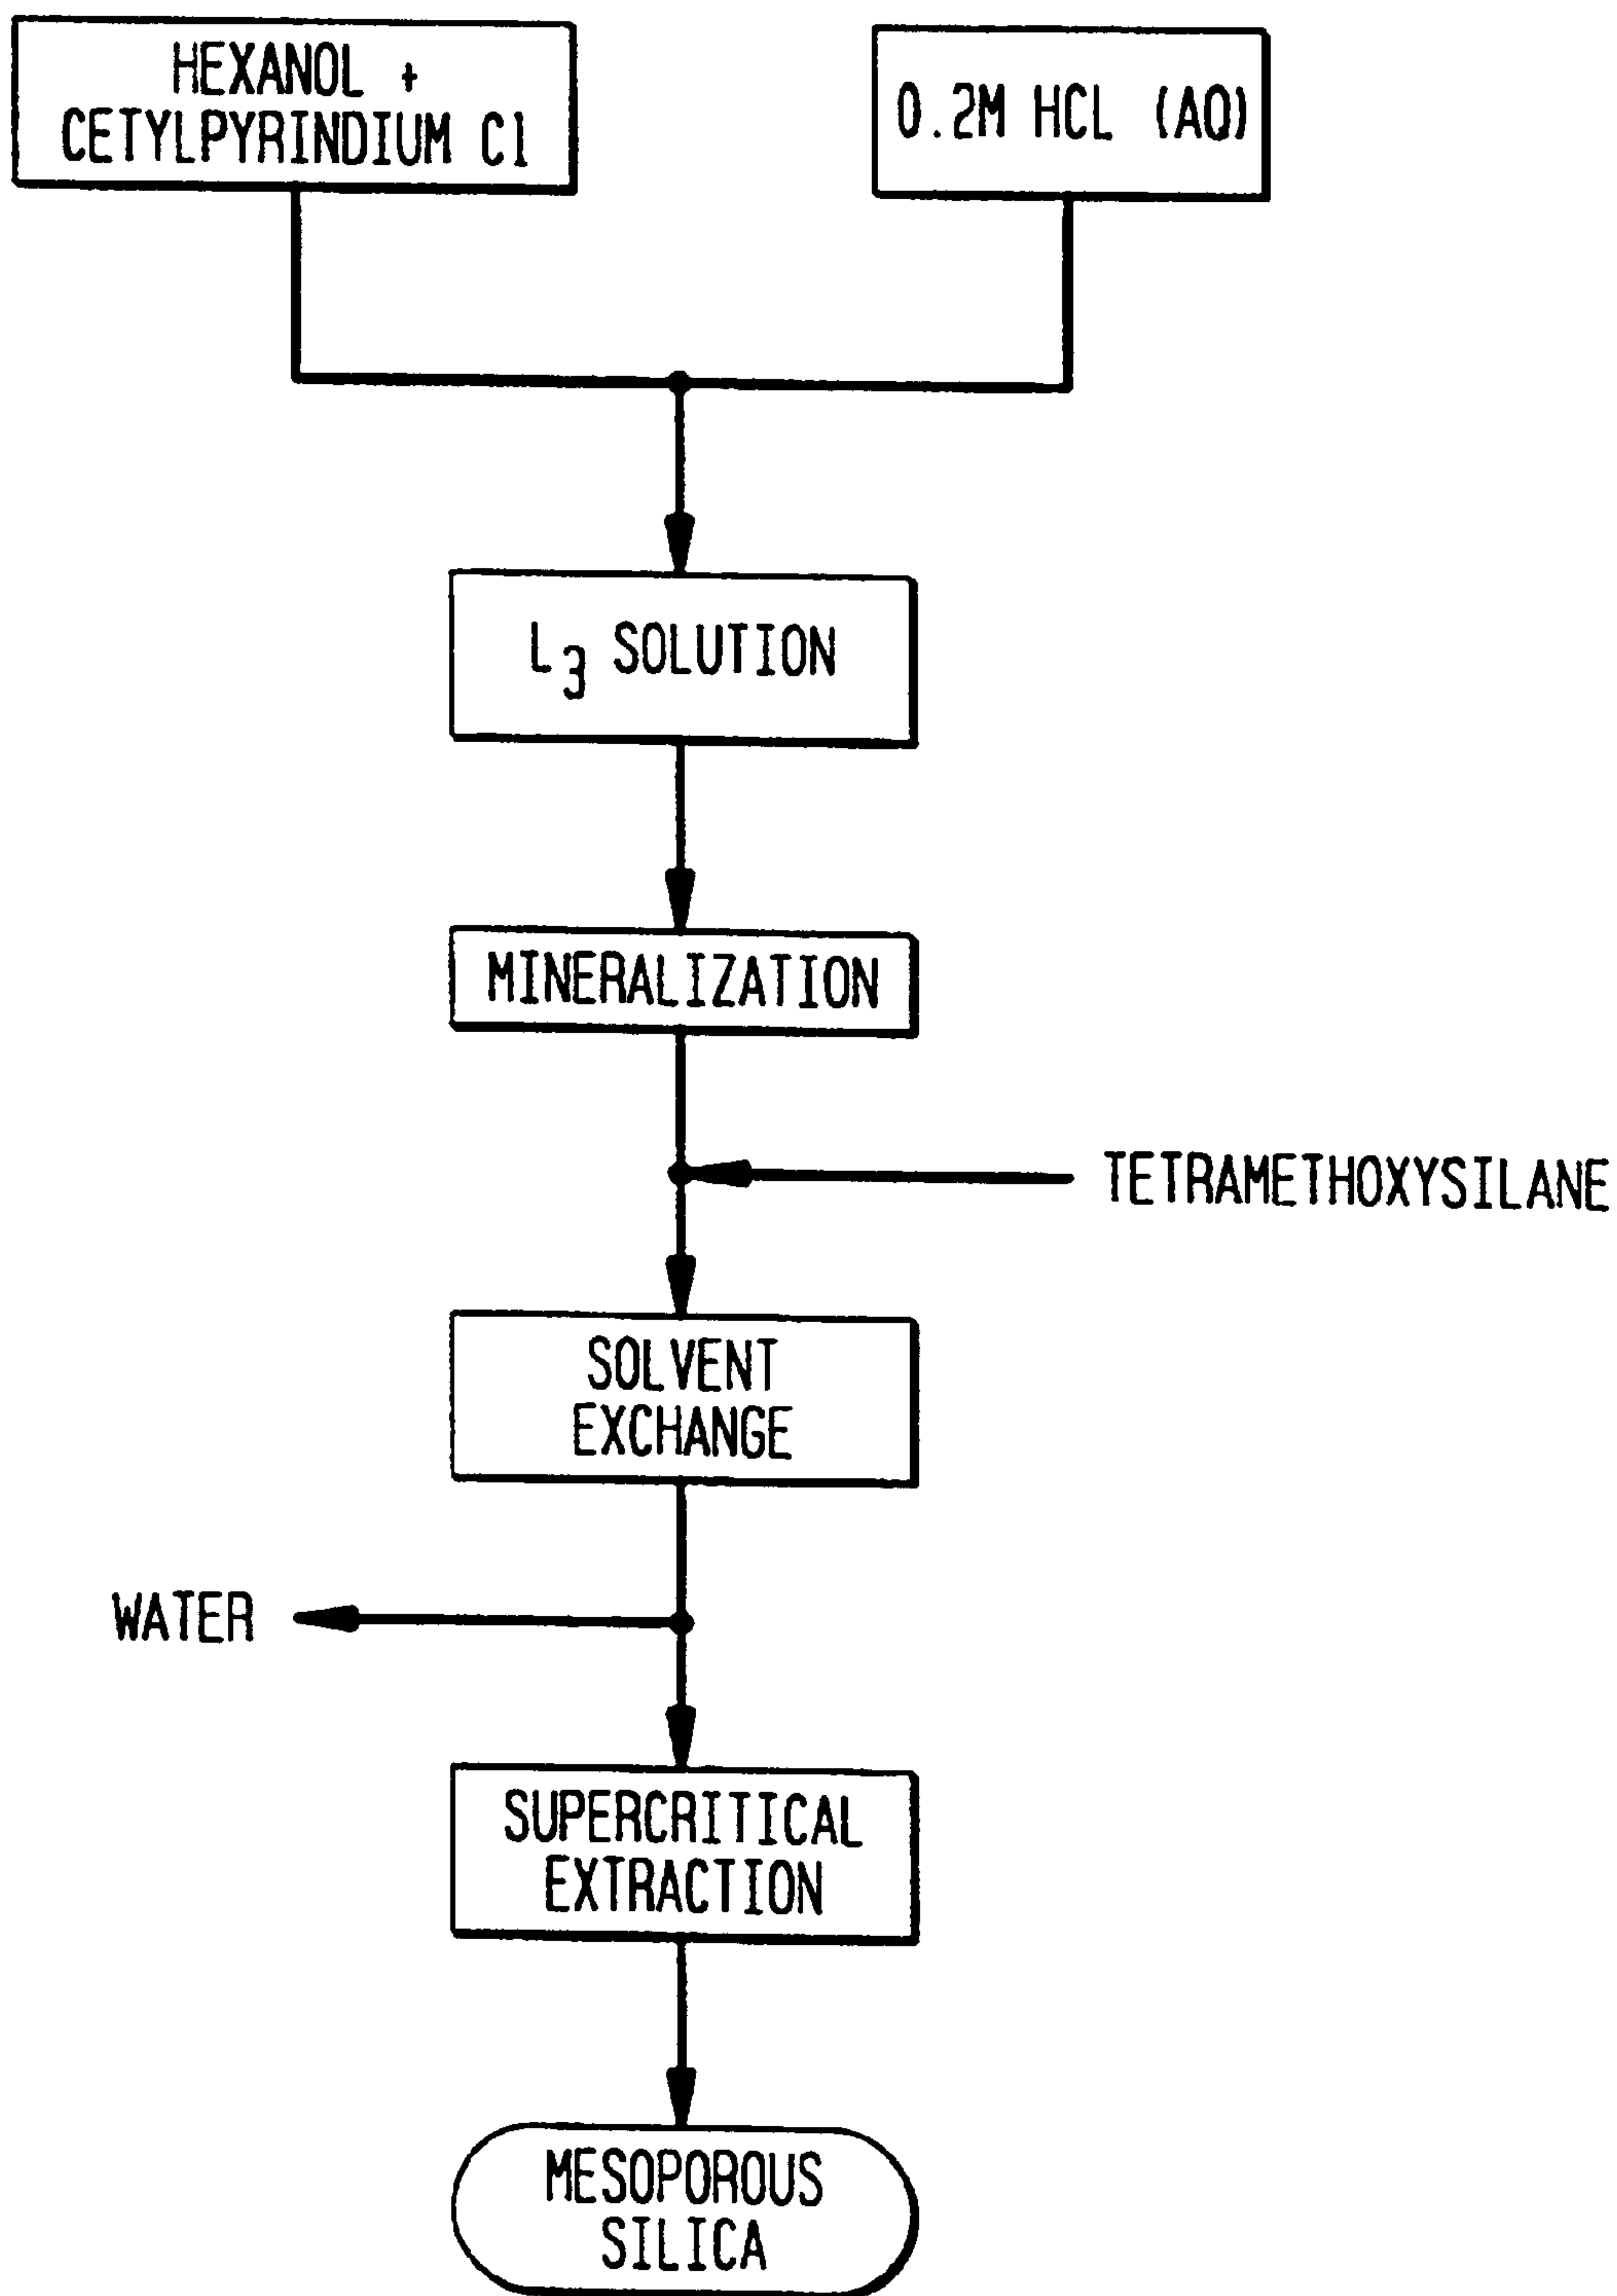 HEXANOL +
CETYLPYRINDIUM Cl
0.2M HCL (AQ)
L3 SOLUTION
MINERALIZATION
TETRAMETHOXYSILANE
SOLVENT
EXCHANGE
WATER
SUPERCRITICAL
EXTRACTION
MESOPOROUS
SILICA